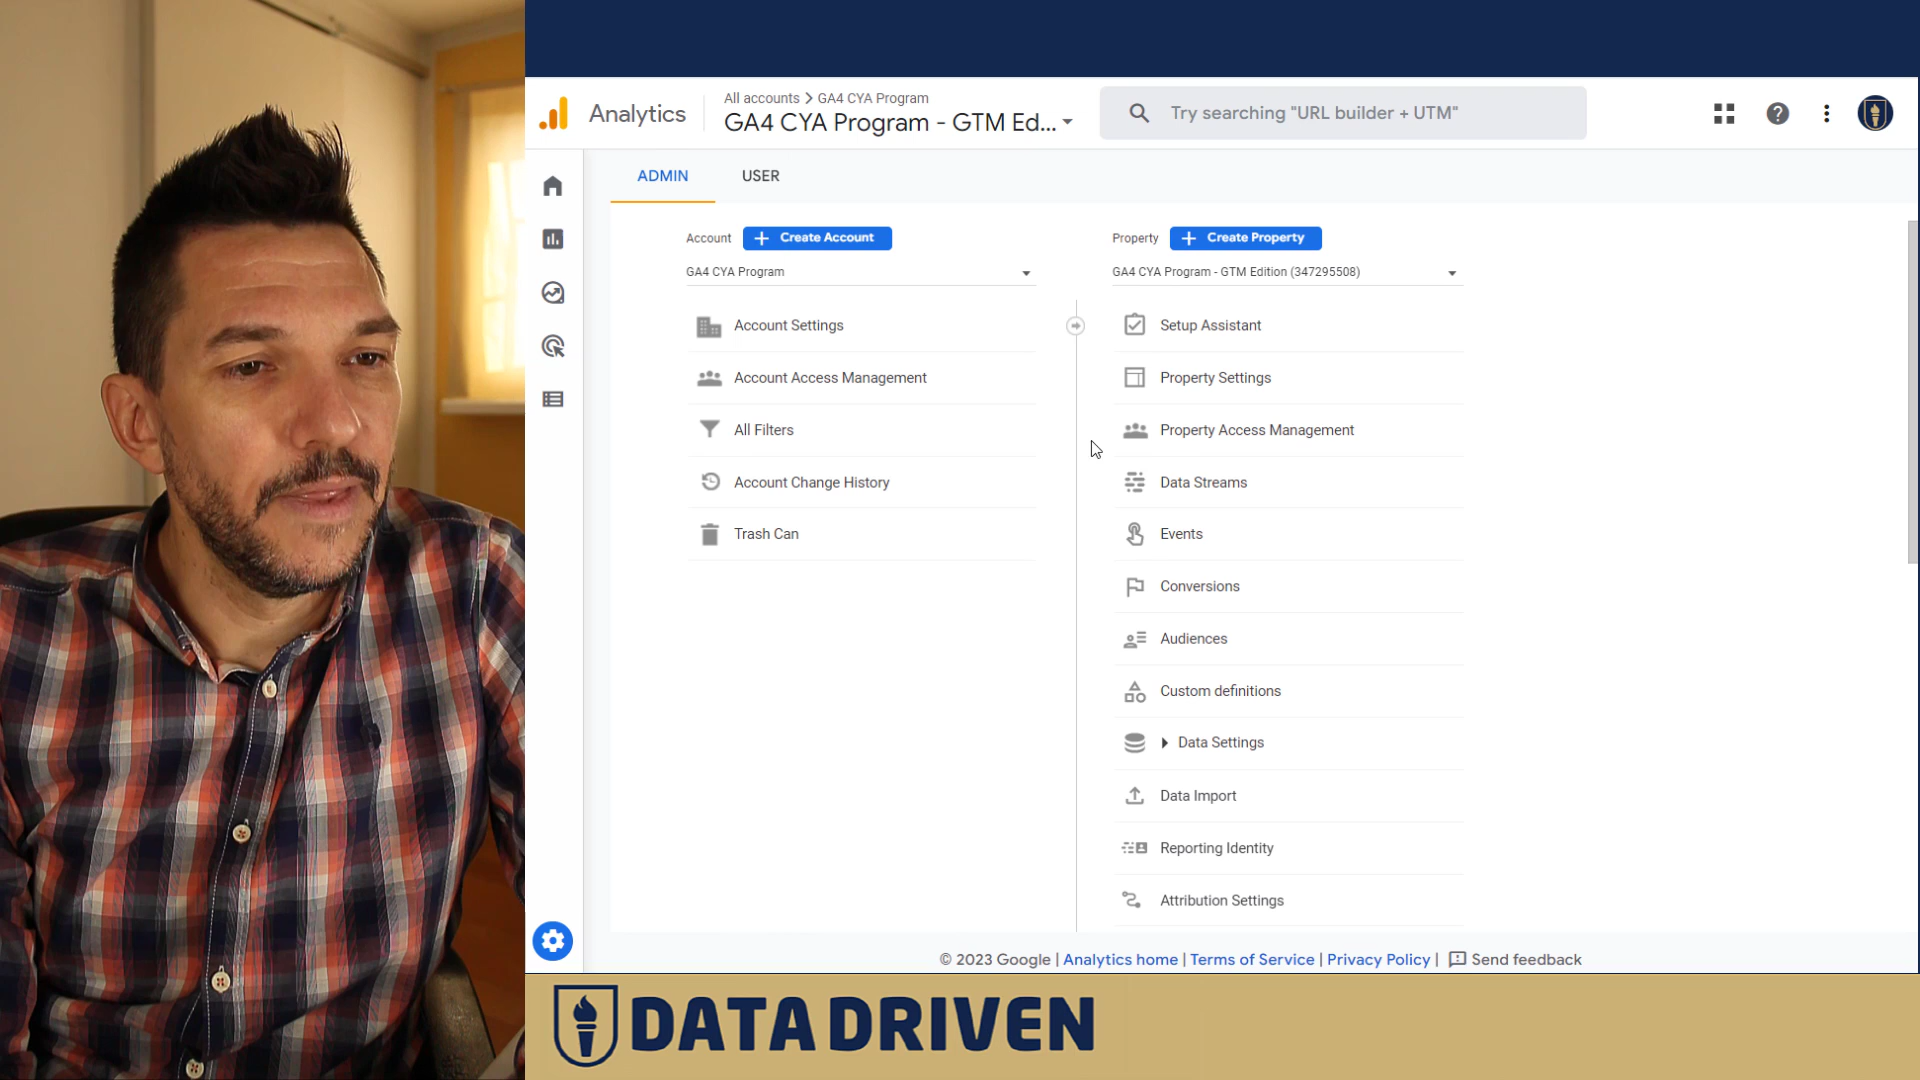 Analytics
All accounts > GA4 CYA Program
GA4 CYA Program - GTM Ed...
Try searching "URL builder + UTM"
ADMIN
USER
Account
+ Create Account
GA4 CYA Program
Account Settings
Account Access Management
All Filters
Account Change History
Trash Can
Property
+ Create Property
GA4 CYA Program - GTM Edition (347295508)
Setup Assistant
Property Settings
Property Access Management
Data Streams
Events
Conversions
Audiences
Custom definitions
Data Settings
Data Import
Reporting Identity
Attribution Settings
© 2023 Google | Analytics home | Terms of Service | Privacy Policy | Send feedback
DATA DRIVEN